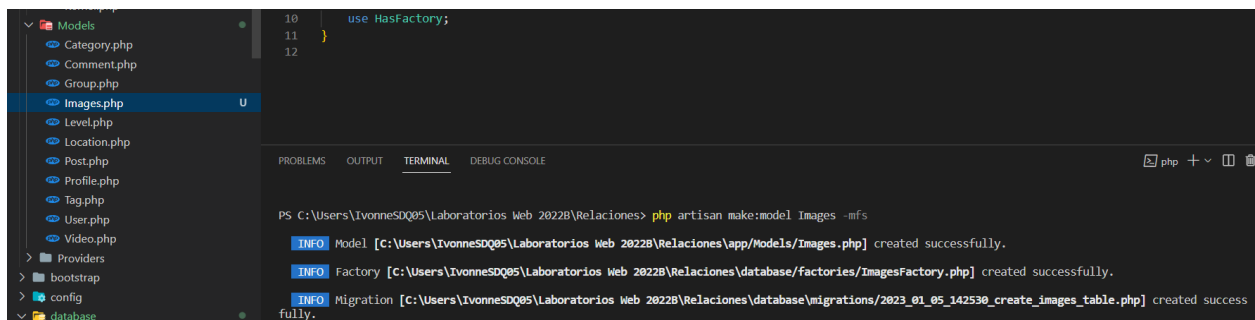 Models
Category.php
Comment.php
Group.php
Images.php U
Level.php
Location.php
Post.php
Profile.php
Tag.php
User.php
Video.php
Providers
bootstrap
config
database
10 use HasFactory;
11 }
12
PROBLEMS OUTPUT TERMINAL DEBUG CONSOLE php
PS C:\Users\IvonneSDQ05\Laboratorios Web 2022B\Relaciones> php artisan make:model Images -mfs
INFO Model [C:\Users\IvonneSDQ05\Laboratorios Web 2022B\Relaciones\app/Models/Images.php] created successfully.
INFO Factory [C:\Users\IvonneSDQ05\Laboratorios Web 2022B\Relaciones\database/factories/ImagesFactory.php] created successfully.
INFO Migration [C:\Users\IvonneSDQ05\Laboratorios Web 2022B\Relaciones\database\migrations/2023_01_05_142530_create_images_table.php] created success
fully.